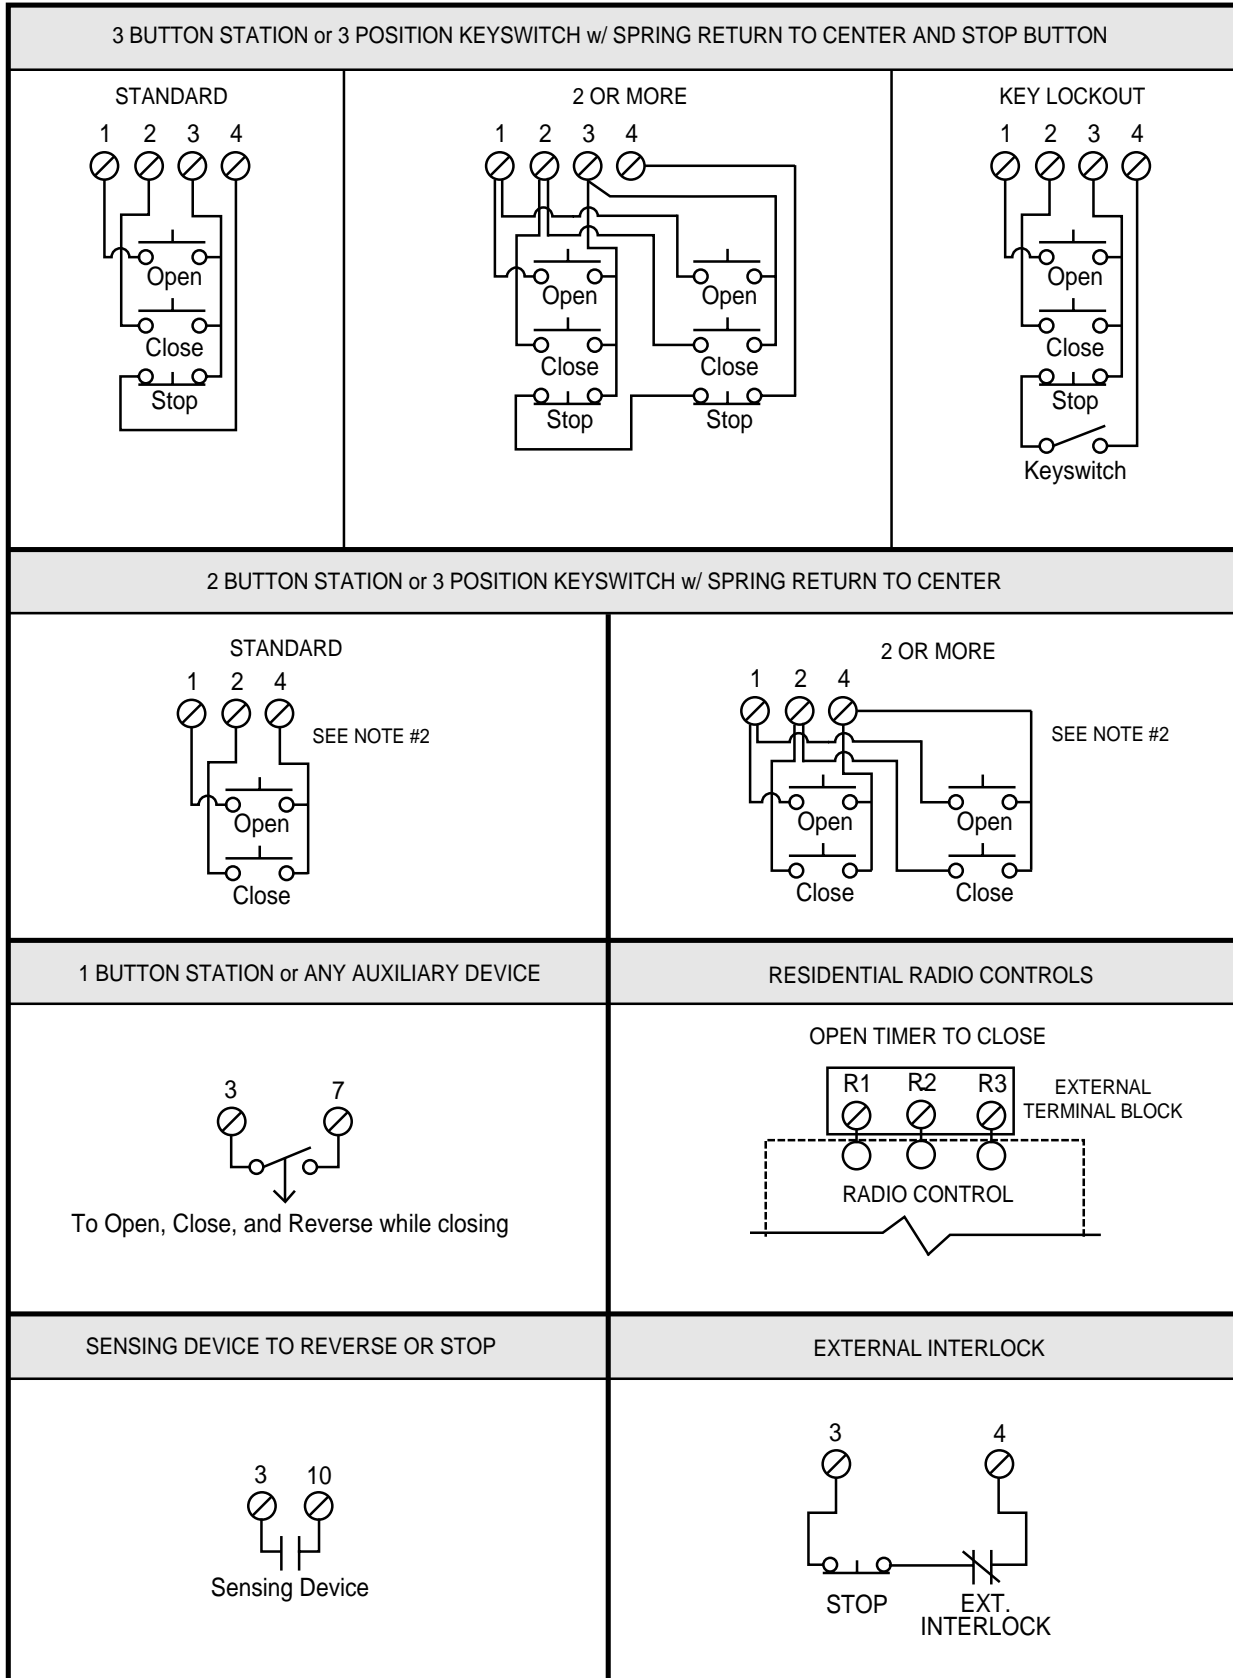 3 BUTTON STATION or 3 POSITION KEYSWITCH w/ SPRING RETURN TO CENTER AND STOP BUTTON
STANDARD
1 2 3 4
Open
Close
Stop
2 OR MORE
1 2 3 4
Open Open
Close Close
Stop Stop
KEY LOCKOUT
1 2 3 4
Open
Close
Stop
Keyswitch
2 BUTTON STATION or 3 POSITION KEYSWITCH w/ SPRING RETURN TO CENTER
STANDARD
1 2 4
SEE NOTE #2
Open
Close
2 OR MORE
1 2 4
SEE NOTE #2
Open Open
Close Close
1 BUTTON STATION or ANY AUXILIARY DEVICE
3 7
To Open, Close, and Reverse while closing
RESIDENTIAL RADIO CONTROLS
OPEN TIMER TO CLOSE
R1 R2 R3
EXTERNAL
TERMINAL BLOCK
RADIO CONTROL
SENSING DEVICE TO REVERSE OR STOP
3 10
Sensing Device
EXTERNAL INTERLOCK
3 4
STOP
EXT.
INTERLOCK